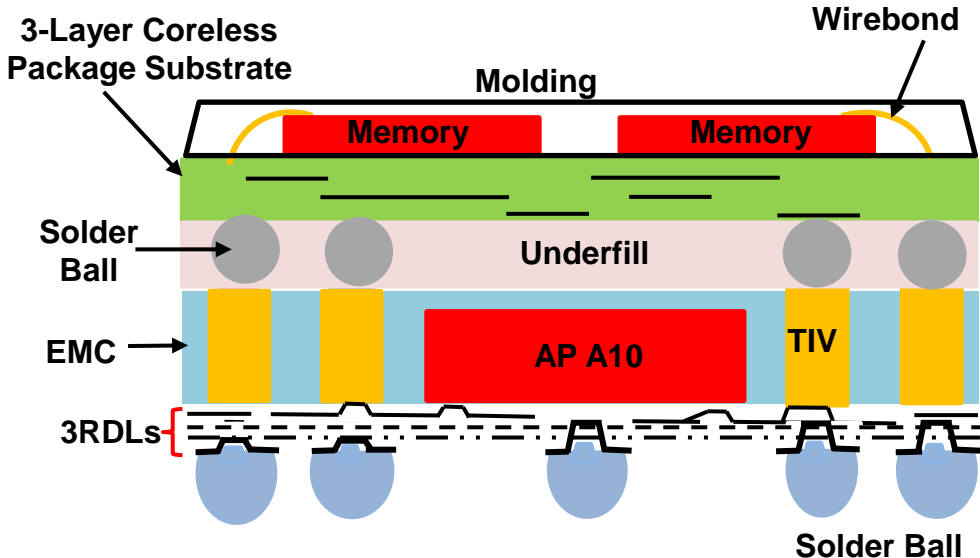 Wirebond
3-Layer Coreless
Package Substrate
Molding
Memory
Memory
Solder
Ball
Underfill
EMC
AP A10
TIV
3RDLs
Solder Ball